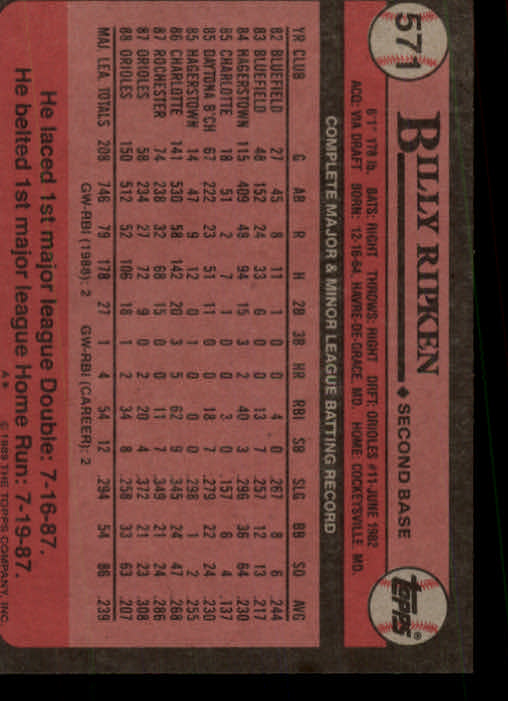 571
BILLY RIPKEN ♦ SECOND BASE
Topps®
6'1" 178 lb. BATS: RIGHT THROWS: RIGHT DRFT: ORIOLES #11-JUNE 1982
ACQ: VIA DRAFT BORN: 12-16-64, HAVRE-DE-GRACE, MD. HOME: COCKEYSVILLE, MD.
COMPLETE MAJOR & MINOR LEAGUE BATTING RECORD
YR CLUB G AB R H 2B 3B HR RBI SB SLG BB SO AVG
82 BLUEFIELD 27 45 8 11 1 0 0 4 0 .267 8 6 .244
83 BLUEFIELD 48 152 24 33 6 0 0 13 7 .257 12 13 .217
84 HAGERSTOWN 115 409 48 94 15 3 2 40 3 .296 36 64 .230
85 CHARLOTTE 18 51 2 7 1 0 0 3 0 .157 6 4 .137
85 DAYTONA B'CH 67 222 23 51 11 0 0 18 7 .279 22 24 .230
85 HAGERSTOWN 14 47 9 12 0 1 0 0 0 .298 1 2 .255
86 CHARLOTTE 141 530 58 142 20 3 5 62 9 .345 24 47 .268
87 ROCHESTER 74 238 32 68 15 0 0 11 7 .349 21 24 .286
87 ORIOLES 58 234 27 72 9 0 2 20 4 .372 21 23 .308
88 ORIOLES 150 512 52 106 18 1 2 34 8 .258 33 63 .207
MAJ. LEA. TOTALS 208 746 79 178 27 1 4 54 12 .294 54 86 .239
GW-RBI (1988): 2 GW-RBI (CAREER): 2
He laced 1st major league Double: 7-16-87.
He belted 1st major league Home Run: 7-19-87.
A* © 1989 THE TOPPS COMPANY, INC.